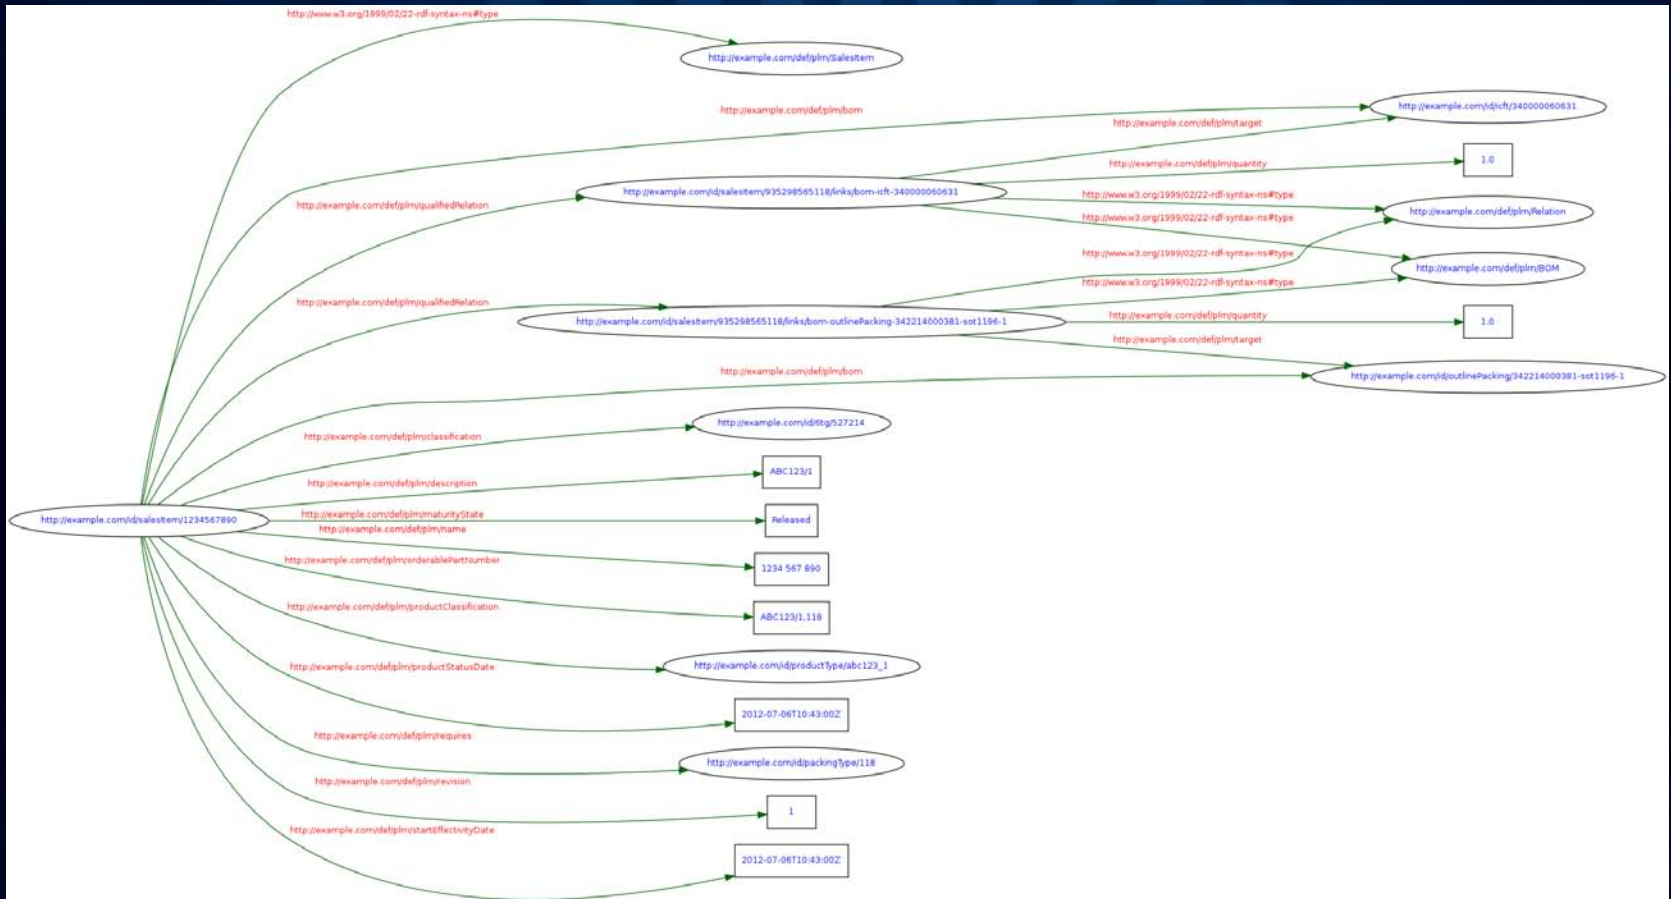 http://www.w3.org/1999/02/22-rdf-syntax-ns#type
http://example.com/def/plm/SalesItem
http://example.com/def/plm/bom
http://example.com/id/icft/340000060631
http://example.com/def/plm/target
http://example.com/def/plm/quantity
1.0
http://example.com/def/plm/qualifiedRelation
http://example.com/id/salesItem/935298565118/links/bom-icft-340000060631
http://www.w3.org/1999/02/22-rdf-syntax-ns#type
http://example.com/def/plm/Relation
http://www.w3.org/1999/02/22-rdf-syntax-ns#type
http://www.w3.org/1999/02/22-rdf-syntax-ns#type
http://example.com/def/plm/BOM
http://www.w3.org/1999/02/22-rdf-syntax-ns#type
http://example.com/def/plm/qualifiedRelation
http://example.com/id/salesItem/935298565118/links/bom-outlinePacking-342214000381-sot1196-1
http://example.com/def/plm/quantity
1.0
http://example.com/def/plm/target
http://example.com/def/plm/bom
http://example.com/id/outlinePacking/342214000381-sot1196-1
http://example.com/def/plm/classification
http://example.com/id/6tg/527214
http://example.com/def/plm/description
ABC123/1
http://example.com/id/salesItem/1234567890
http://example.com/def/plm/maturityState
Released
http://example.com/def/plm/name
1234 567 890
http://example.com/def/plm/orderablePartNumber
ABC123/1,118
http://example.com/def/plm/productClassification
http://example.com/id/productType/abc123_1
http://example.com/def/plm/productStatusDate
2012-07-06T10:43:00Z
http://example.com/def/plm/requires
http://example.com/id/packingType/118
http://example.com/def/plm/revision
1
http://example.com/def/plm/startEffectivityDate
2012-07-06T10:43:00Z